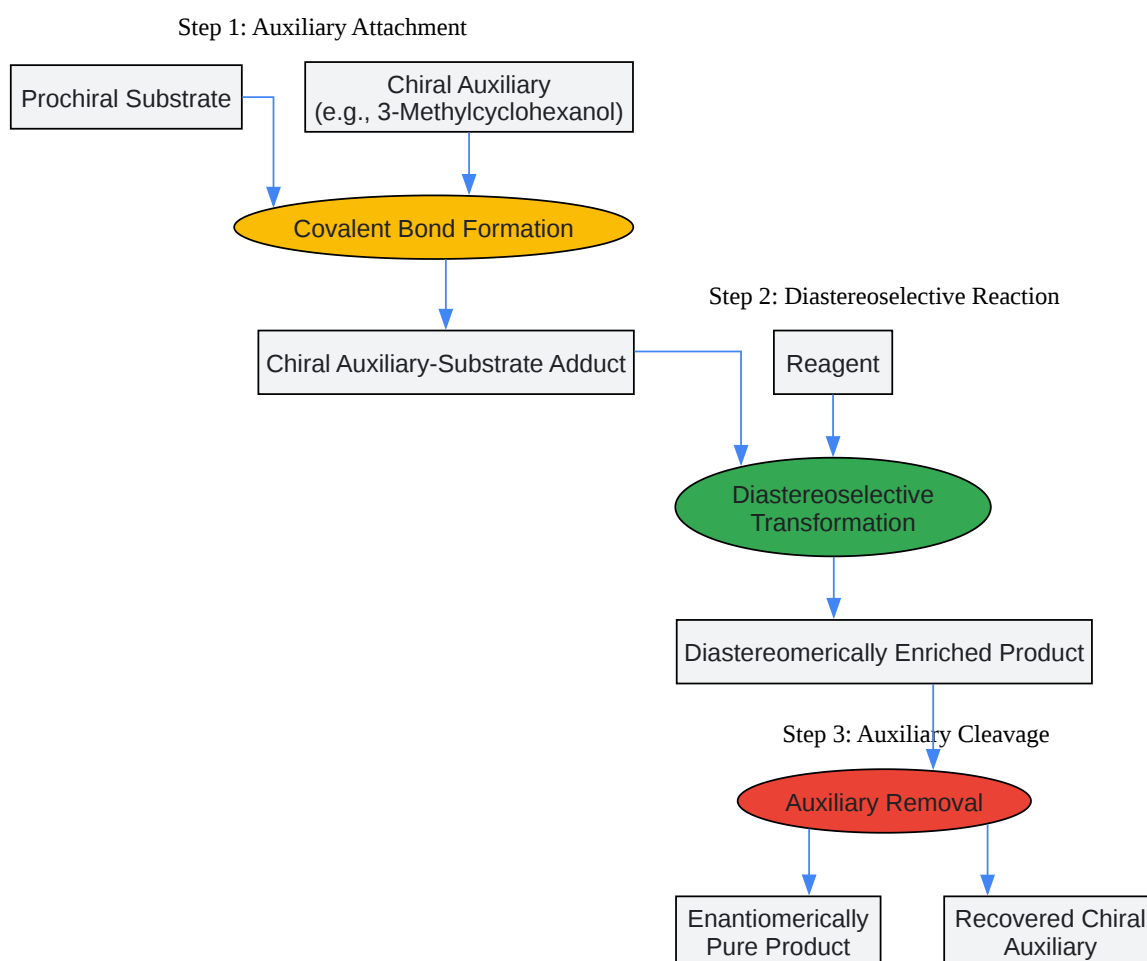 Step 1: Auxiliary Attachment
Prochiral Substrate
Chiral Auxiliary
(e.g., 3-Methylcyclohexanol)
Covalent Bond Formation
Step 2: Diastereoselective Reaction
Chiral Auxiliary-Substrate Adduct
Reagent
Diastereoselective
Transformation
Diastereomerically Enriched Product
Step 3: Auxiliary Cleavage
Auxiliary Removal
Enantiomerically
Pure Product
Recovered Chiral
Auxiliary